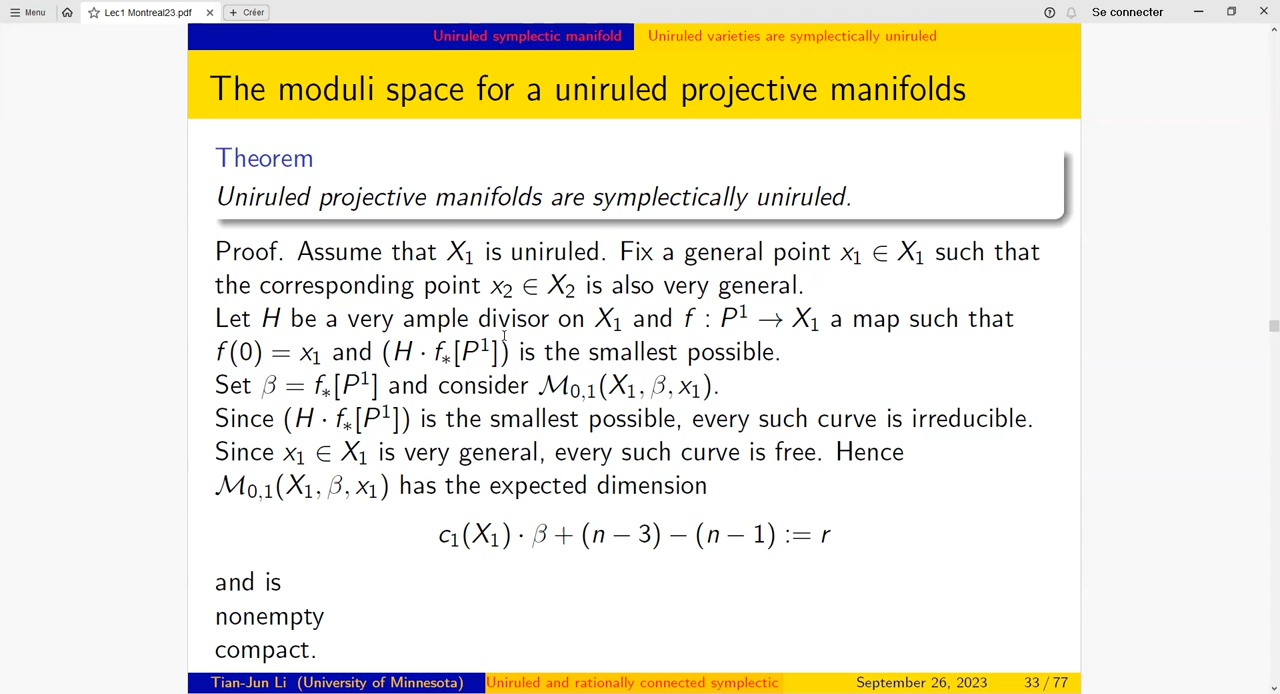 Menu
Lec1 Montreal23.pdf
Créer
Se connecter
Uniruled symplectic manifold
Uniruled varieties are symplectically uniruled
The moduli space for a uniruled projective manifolds
Theorem
Uniruled projective manifolds are symplectically uniruled.
Proof. Assume that X₁ is uniruled. Fix a general point x₁ ∈ X₁ such that
the corresponding point x₂ ∈ X₂ is also very general.
Let H be a very ample divisor on X₁ and f : P¹ → X₁ a map such that
f(0) = x₁ and (H · f∗[P¹]) is the smallest possible.
Set β = f∗[P¹] and consider ℳ₀,₁(X₁, β, x₁).
Since (H · f∗[P¹]) is the smallest possible, every such curve is irreducible.
Since x₁ ∈ X₁ is very general, every such curve is free. Hence
ℳ₀,₁(X₁, β, x₁) has the expected dimension
c₁(X₁) · β + (n − 3) − (n − 1) := r
and is
nonempty
compact.
Tian-Jun Li (University of Minnesota)
Uniruled and rationally connected symplectic
September 26, 2023
33 / 77